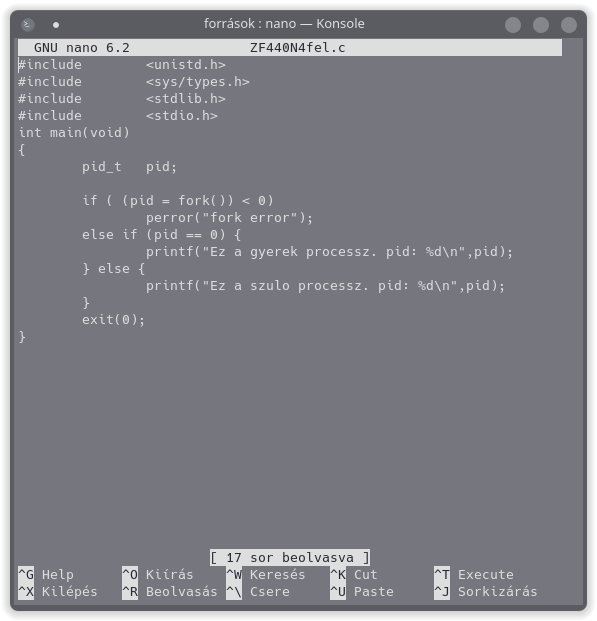 források : nano — Konsole
GNU nano 6.2 ZF440N4fel.c
#include <unistd.h>
#include <sys/types.h>
#include <stdlib.h>
#include <stdio.h>
int main(void)
{
pid_t pid;
if ( (pid = fork()) < 0)
perror("fork error");
else if (pid == 0) {
printf("Ez a gyerek processz. pid: %d\n",pid);
} else {
printf("Ez a szulo processz. pid: %d\n",pid);
}
exit(0);
}
[ 17 sor beolvasva ]
^G Help ^O Kiírás ^W Keresés ^K Cut ^T Execute
^X Kilépés ^R Beolvasás ^\ Csere ^U Paste ^J Sorkizárás